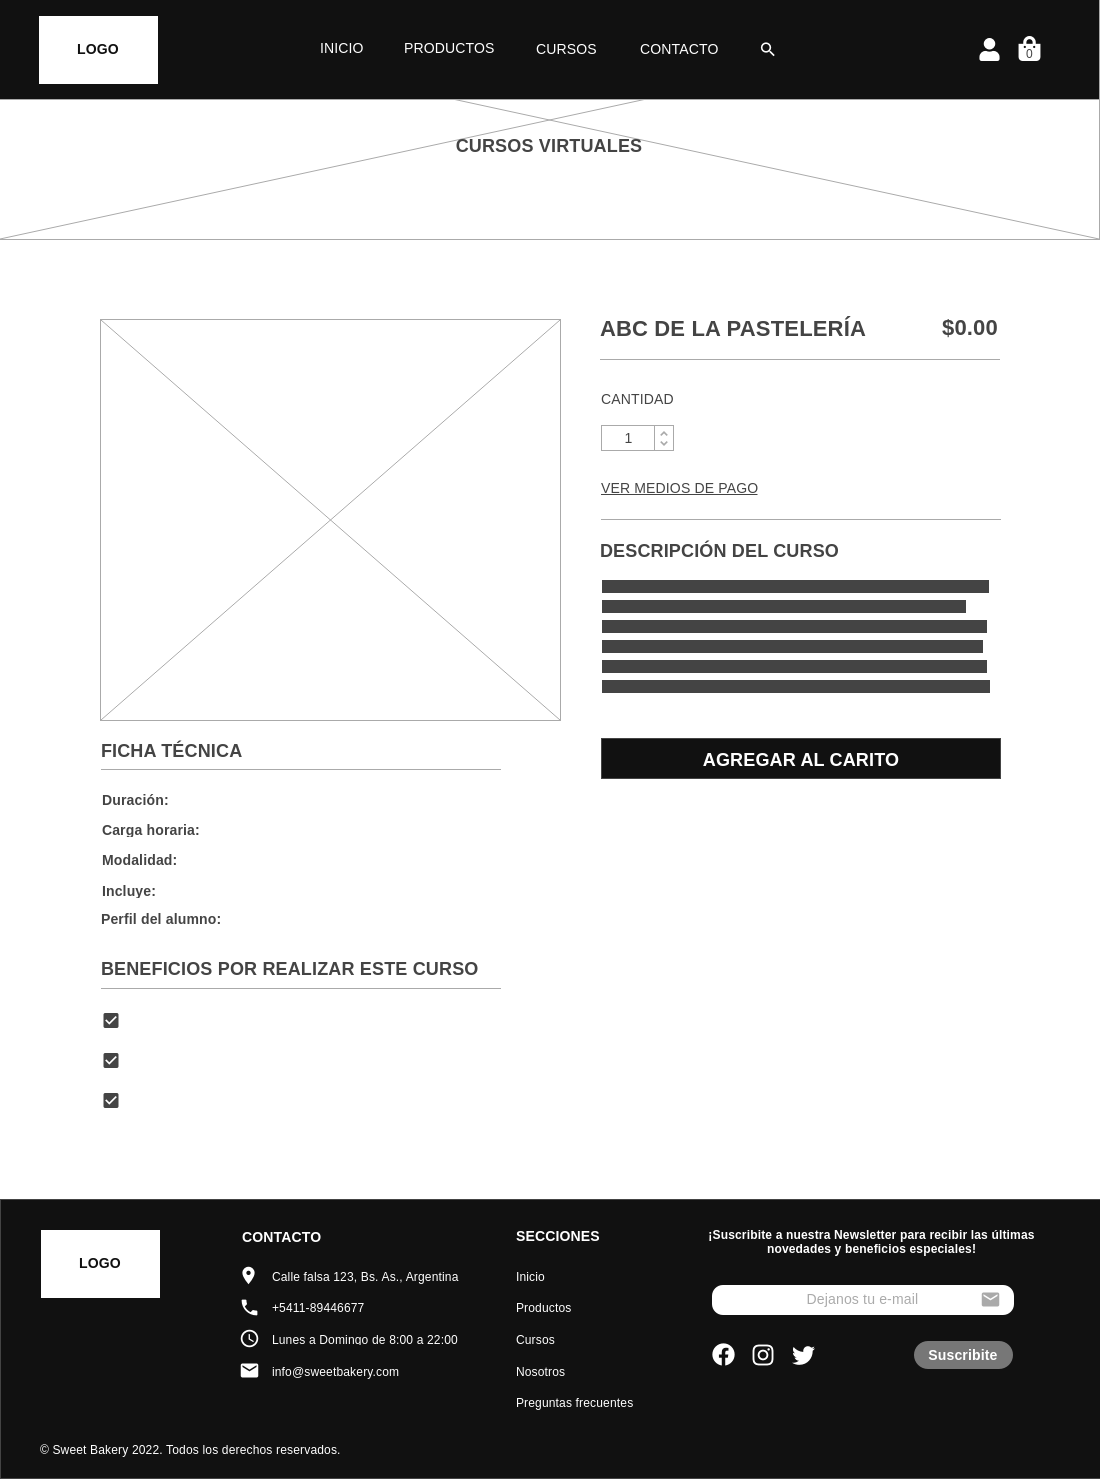 LOGO
INICIO
PRODUCTOS
CURSOS
CONTACTO
0
CURSOS VIRTUALES
ABC DE LA PASTELERÍA
$0.00
CANTIDAD
1
VER MEDIOS DE PAGO
DESCRIPCIÓN DEL CURSO
AGREGAR AL CARITO
FICHA TÉCNICA
Duración:
Carga horaria:
Modalidad:
Incluye:
Perfil del alumno:
BENEFICIOS POR REALIZAR ESTE CURSO
LOGO
CONTACTO
Calle falsa 123, Bs. As., Argentina
+5411-89446677
Lunes a Domingo de 8:00 a 22:00
info@sweetbakery.com
SECCIONES
Inicio
Productos
Cursos
Nosotros
Preguntas frecuentes
¡Suscribite a nuestra Newsletter para recibir las últimas
novedades y beneficios especiales!
Dejanos tu e-mail
Suscribite
© Sweet Bakery 2022. Todos los derechos reservados.